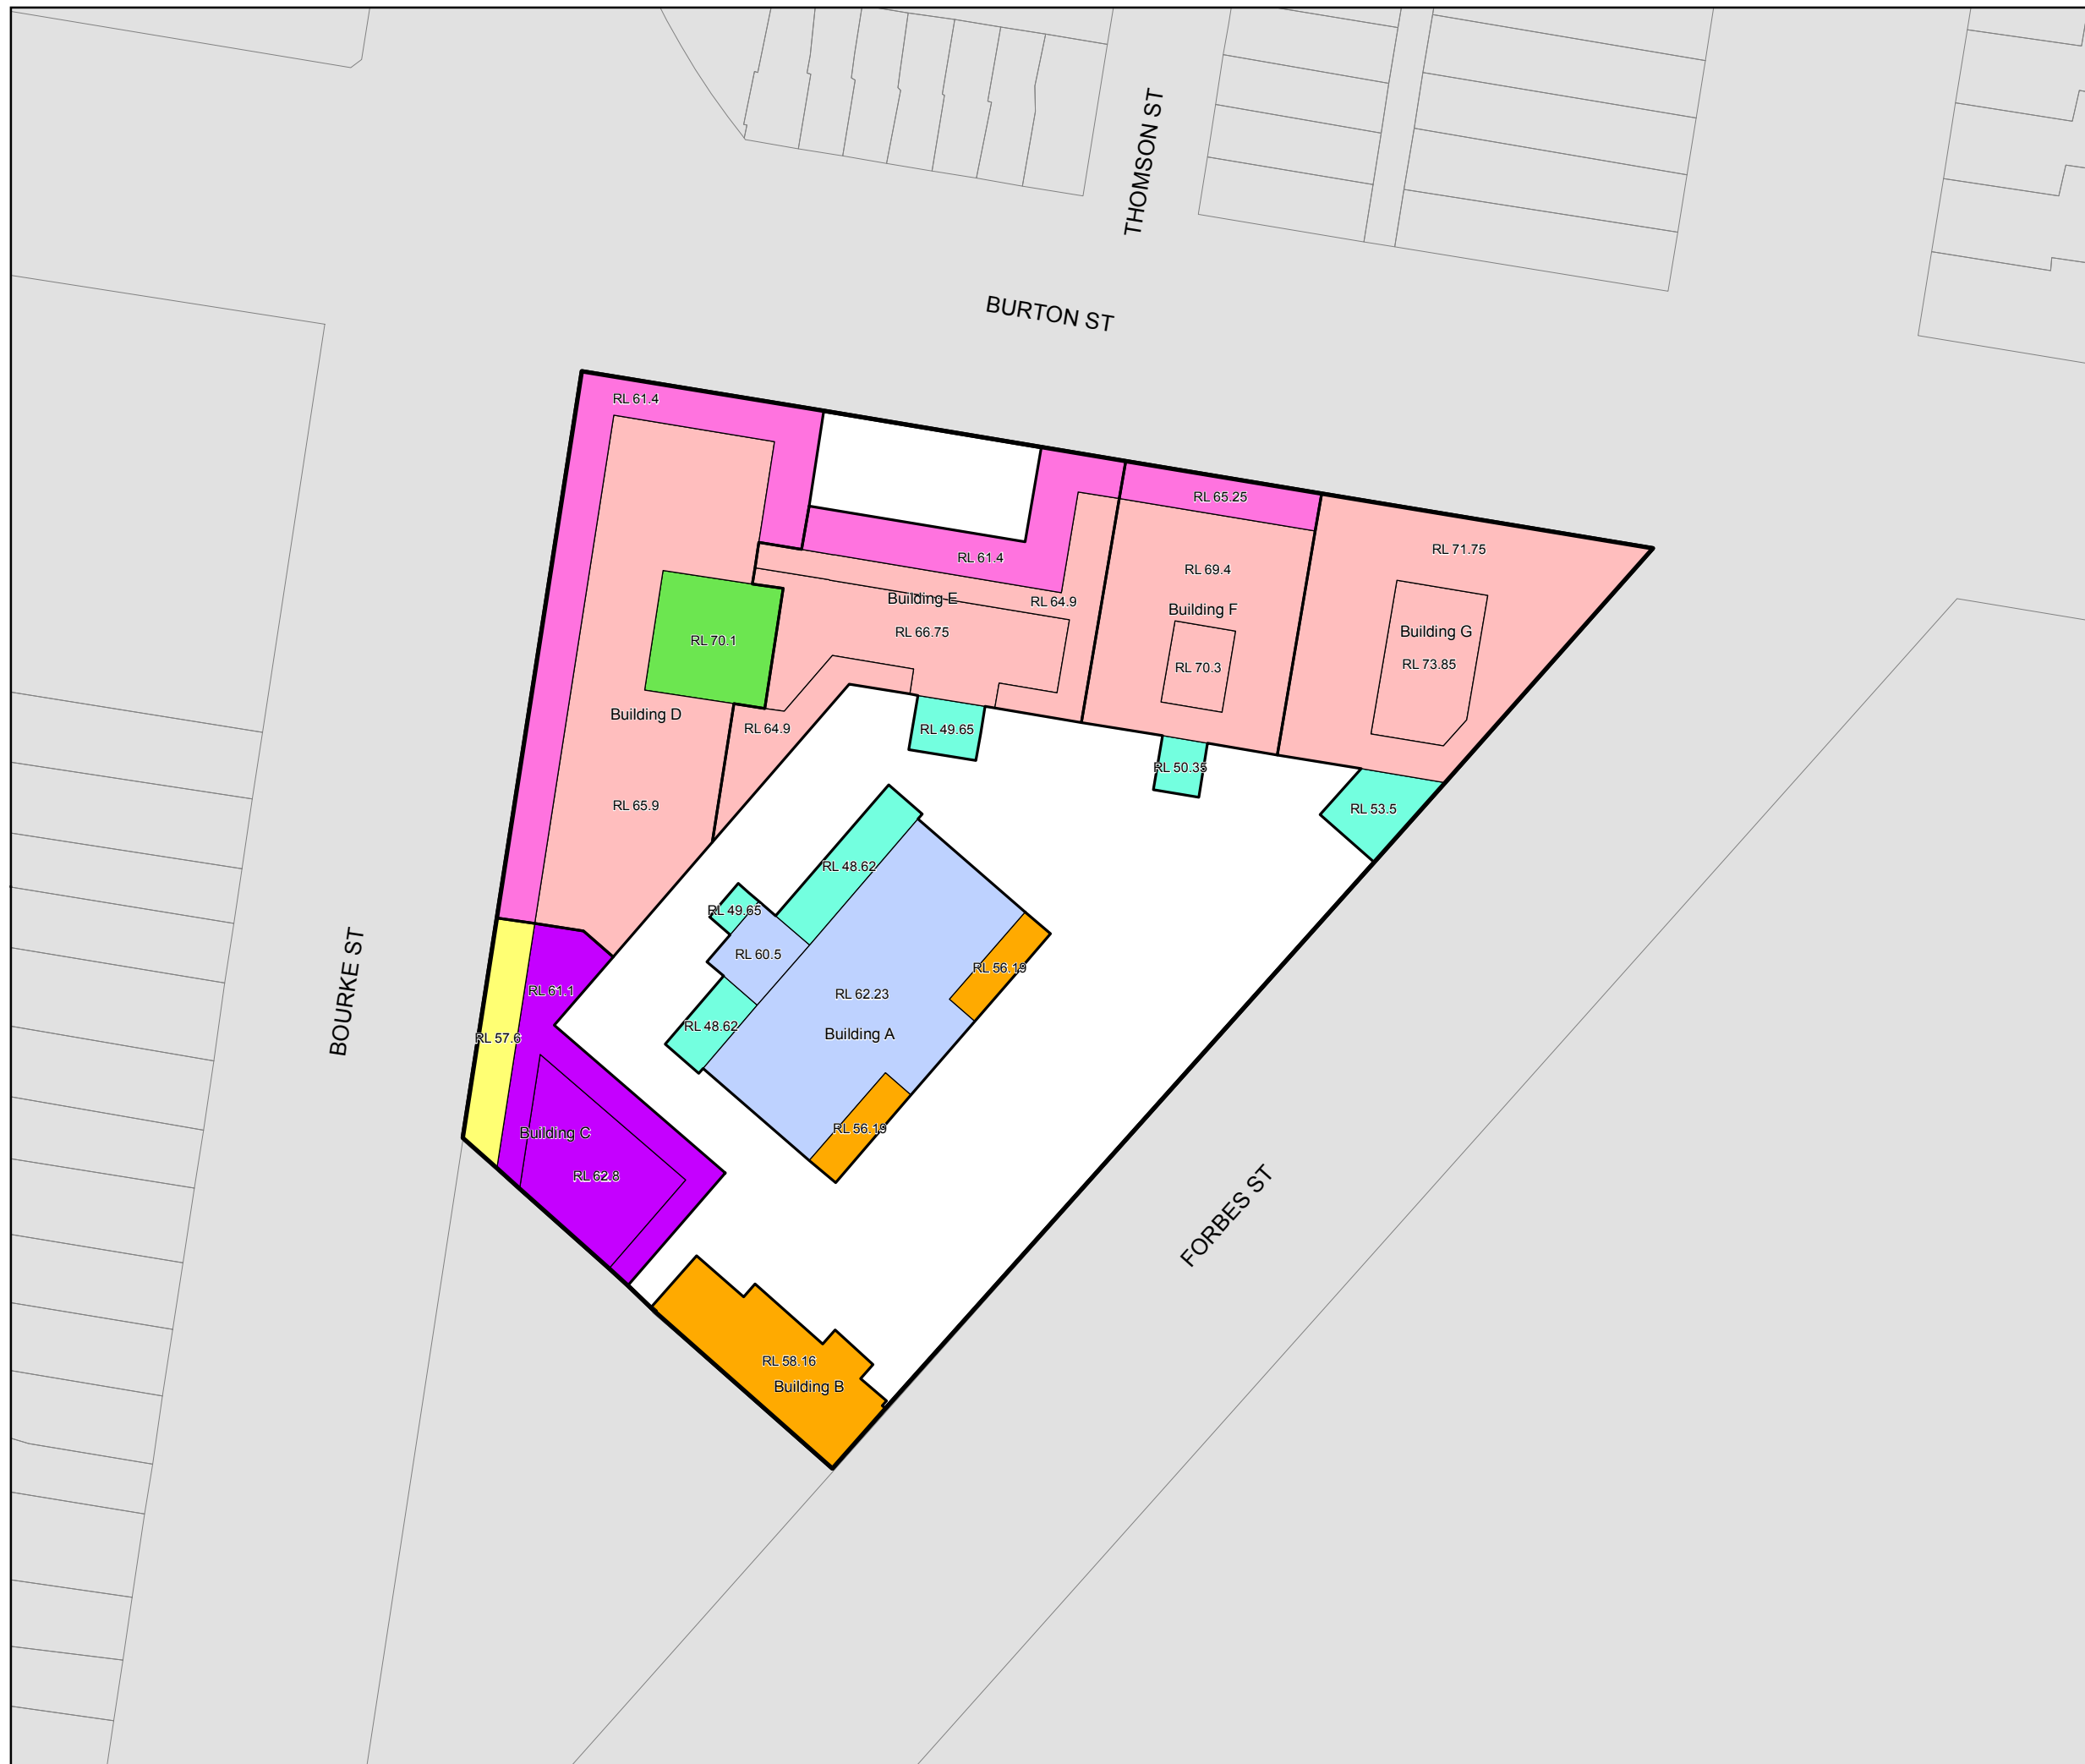 THOMSON ST
BURTON ST
RL 61.4
RL 65.25
RL 71.75
RL 61.4
RL 69.4
Building E
RL 64.9
Building F
RL 66.75
Building G
RL 70.1
RL 73.85
RL 70.3
Building D
RL 64.9
RL 49.65
RL 50.35
RL 65.9
RL 53.5
RL 48.62
RL 49.65
RL 60.5
RL 56.19
BOURKE ST
RL 61.1
RL 62.23
RL 48.62
Building A
RL 57.6
RL 56.19
Building C
RL 62.8
FORBES ST
RL 58.16
Building B